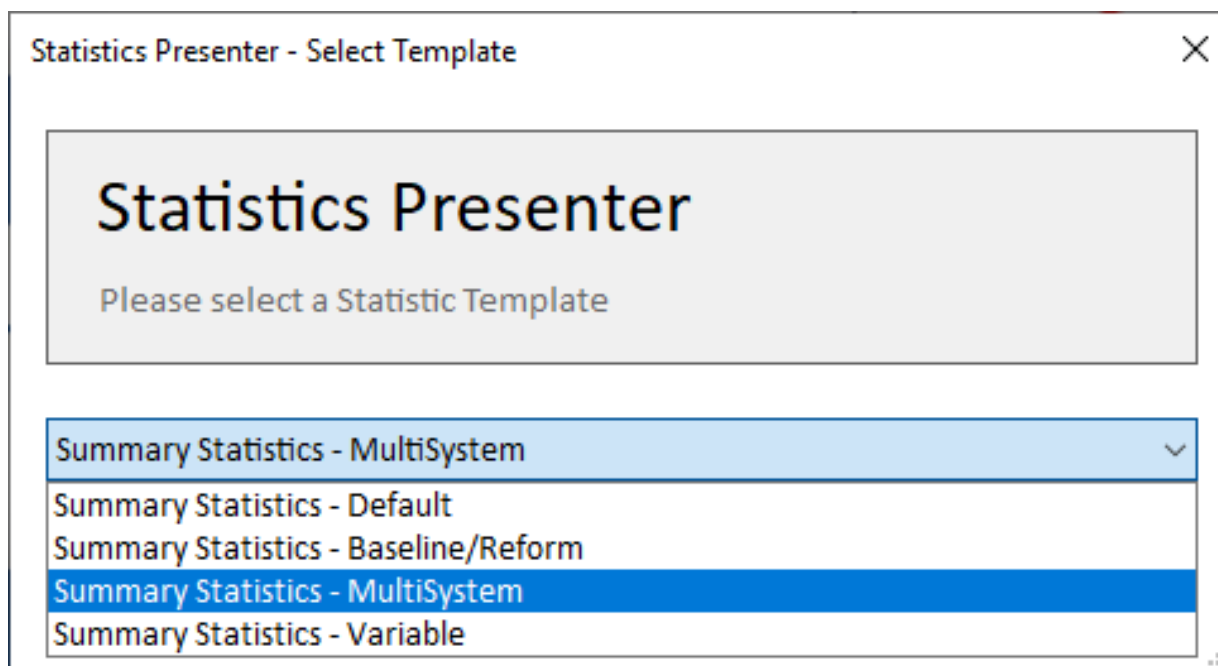 Statistics Presenter - Select Template
Statistics Presenter
Please select a Statistic Template
Summary Statistics - MultiSystem
Summary Statistics - Default
Summary Statistics - Baseline/Reform
Summary Statistics - MultiSystem
Summary Statistics - Variable